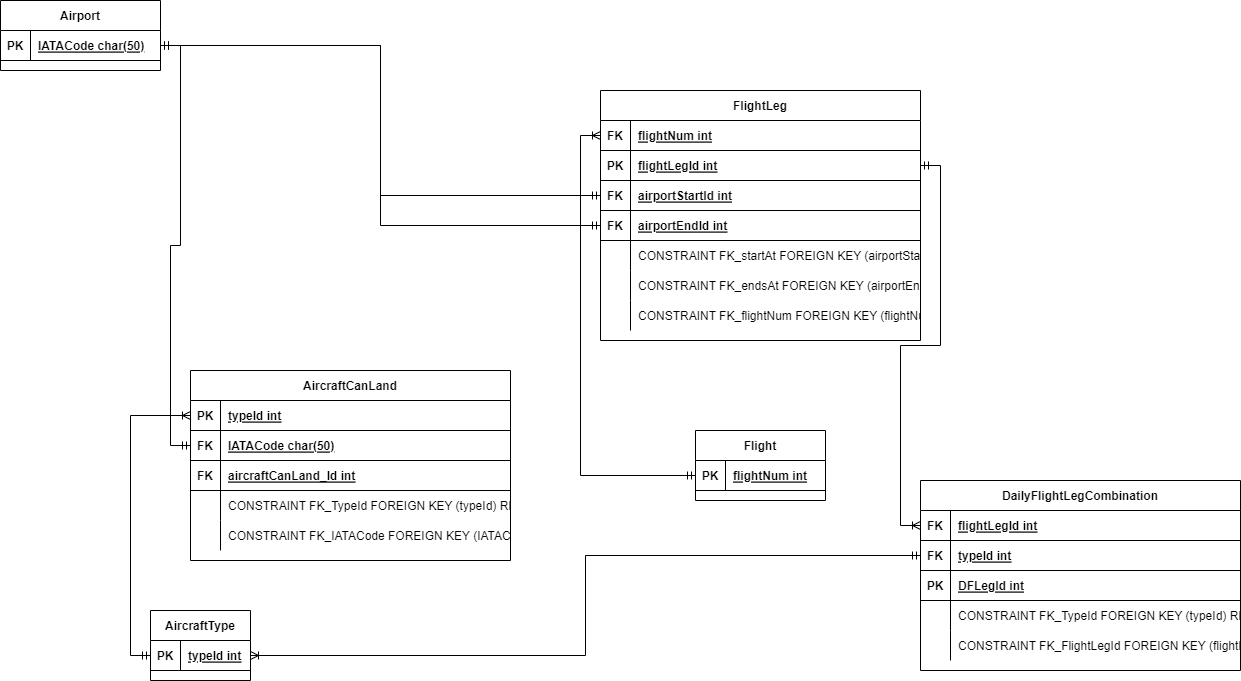 Airport
PK IATACode char(50)
FlightLeg
FK flightNum int
PK flightLegId int
FK airportStartId int
FK airportEndId int
CONSTRAINT FK_startAt FOREIGN KEY (airportSta
CONSTRAINT FK_endsAt FOREIGN KEY (airportEn
CONSTRAINT FK_flightNum FOREIGN KEY (flightNu
AircraftCanLand
PK typeId int
FK IATACode char(50)
FK aircraftCanLand_Id int
CONSTRAINT FK_TypeId FOREIGN KEY (typeId) RE
CONSTRAINT FK_IATACode FOREIGN KEY (IATAC
Flight
PK flightNum int
DailyFlightLegCombination
FK flightLegId int
FK typeId int
PK DFLegId int
CONSTRAINT FK_TypeId FOREIGN KEY (typeId) RE
CONSTRAINT FK_FlightLegId FOREIGN KEY (flightl
AircraftType
PK typeId int